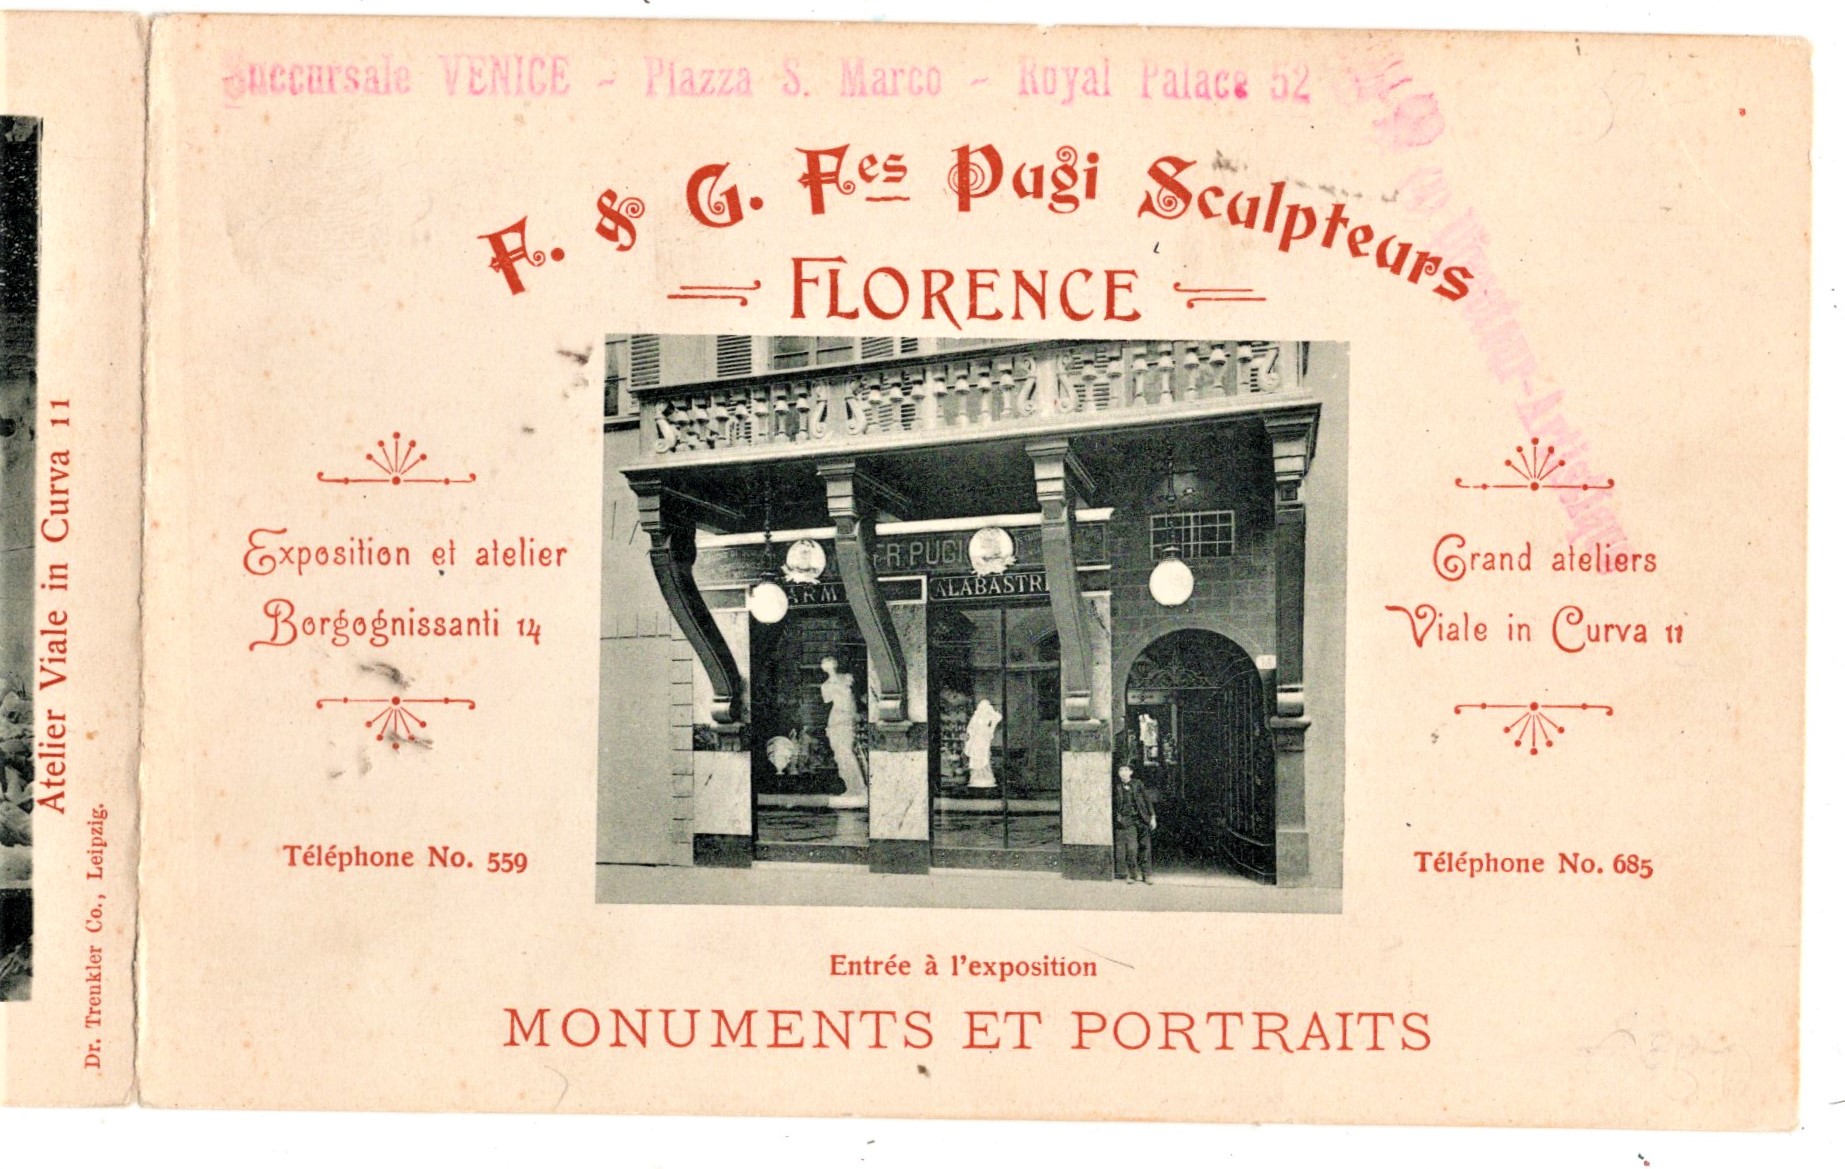 Succursale VENICE - Piazza S. Marco - Royal Palace 52
F. & G. Fes Pugi Sculpteurs
FLORENCE
FR PUGI
ALABASTRI
Exposition et atelier
Borgognissanti 14
Téléphone No. 559
Grand ateliers
Viale in Curva 11
Téléphone No. 685
Entrée à l'exposition
MONUMENTS ET PORTRAITS
Atelier Viale in Curva 11
Dr. Trenkler Co., Leipzig.